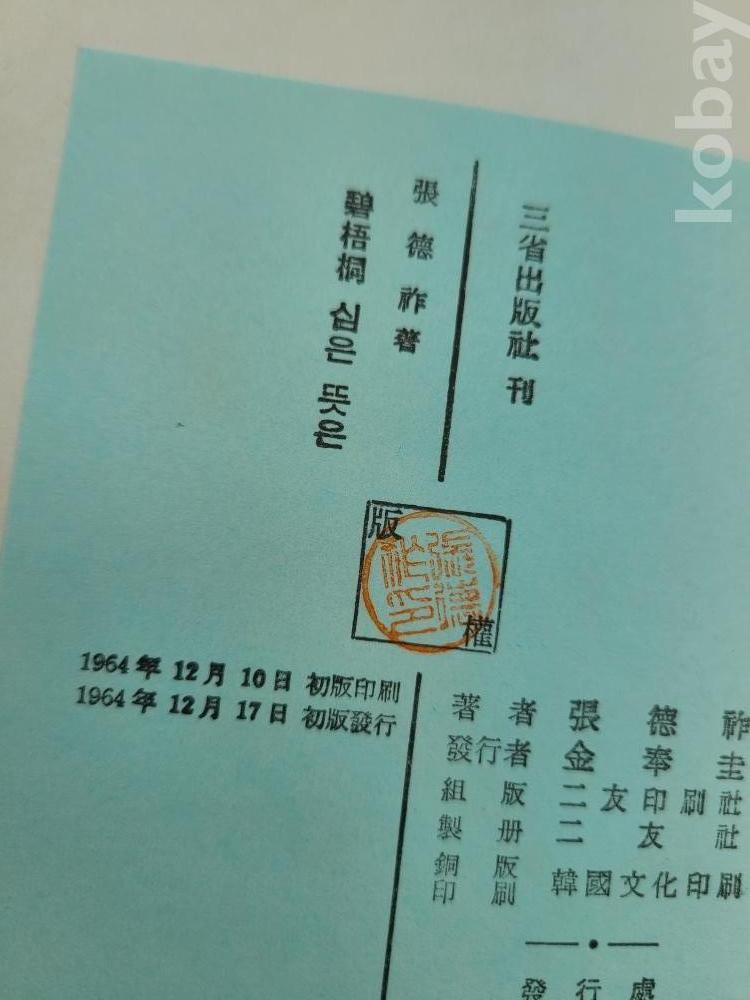 kobay
三省出版社 刊
張德祚著
碧梧桐 심은 뜻은
版
權
1964年 12月 10日 初版印刷
1964年 12月 17日 初版發行
著者 張德祚
發行者 金奉圭
組版 二友印刷社
製册 二友社
銅版
印刷 韓國文化印刷
發行處